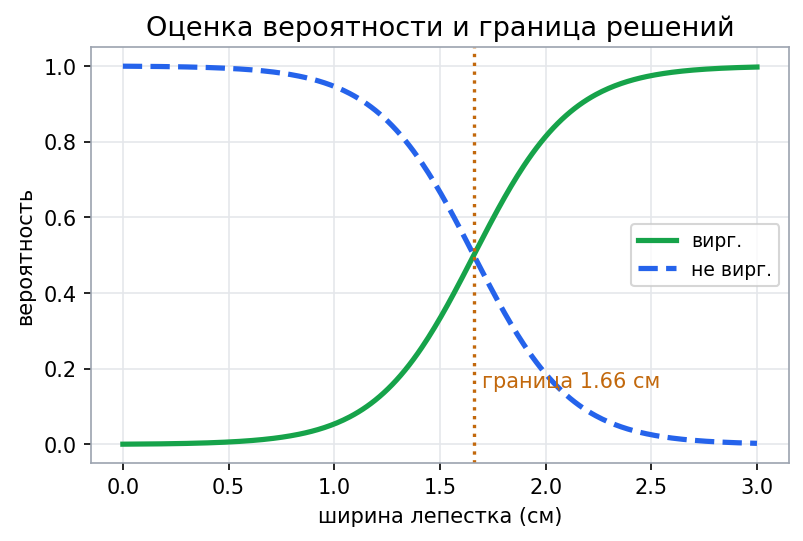 Оценка вероятности и граница решений
вероятность
1.0
0.8
0.6
0.4
0.2
0.0
вирг.
не вирг.
граница 1.66 см
0.0 0.5 1.0 1.5 2.0 2.5 3.0
ширина лепестка (см)